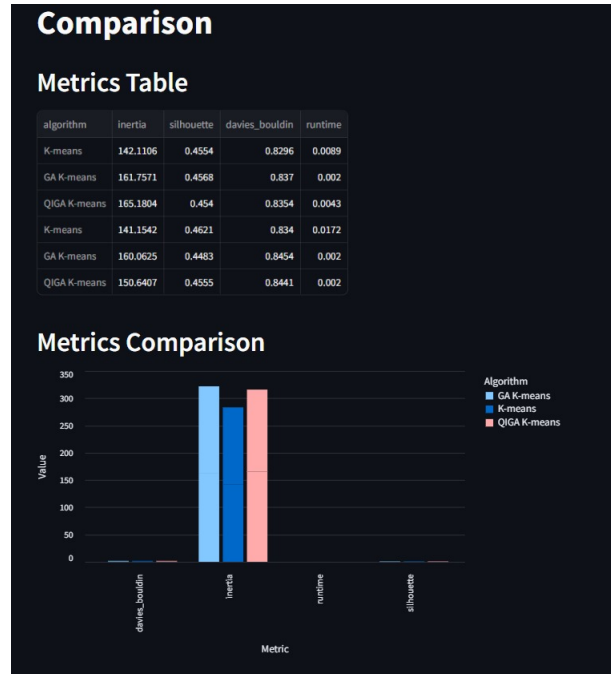 Comparison
Metrics Table
algorithm inertia silhouette davies_bouldin runtime
K-means 142.1106 0.4554 0.8296 0.0089
GA K-means 161.7571 0.4568 0.837 0.002
QIGA K-means 165.1804 0.454 0.8354 0.0043
K-means 141.1542 0.4621 0.834 0.0172
GA K-means 160.0625 0.4483 0.8454 0.002
QIGA K-means 150.6407 0.4555 0.8441 0.002
Metrics Comparison
350
300
250
200
150
100
50
0
Value
Algorithm
GA K-means
K-means
QIGA K-means
davies_bouldin
inertia
runtime
silhouette
Metric